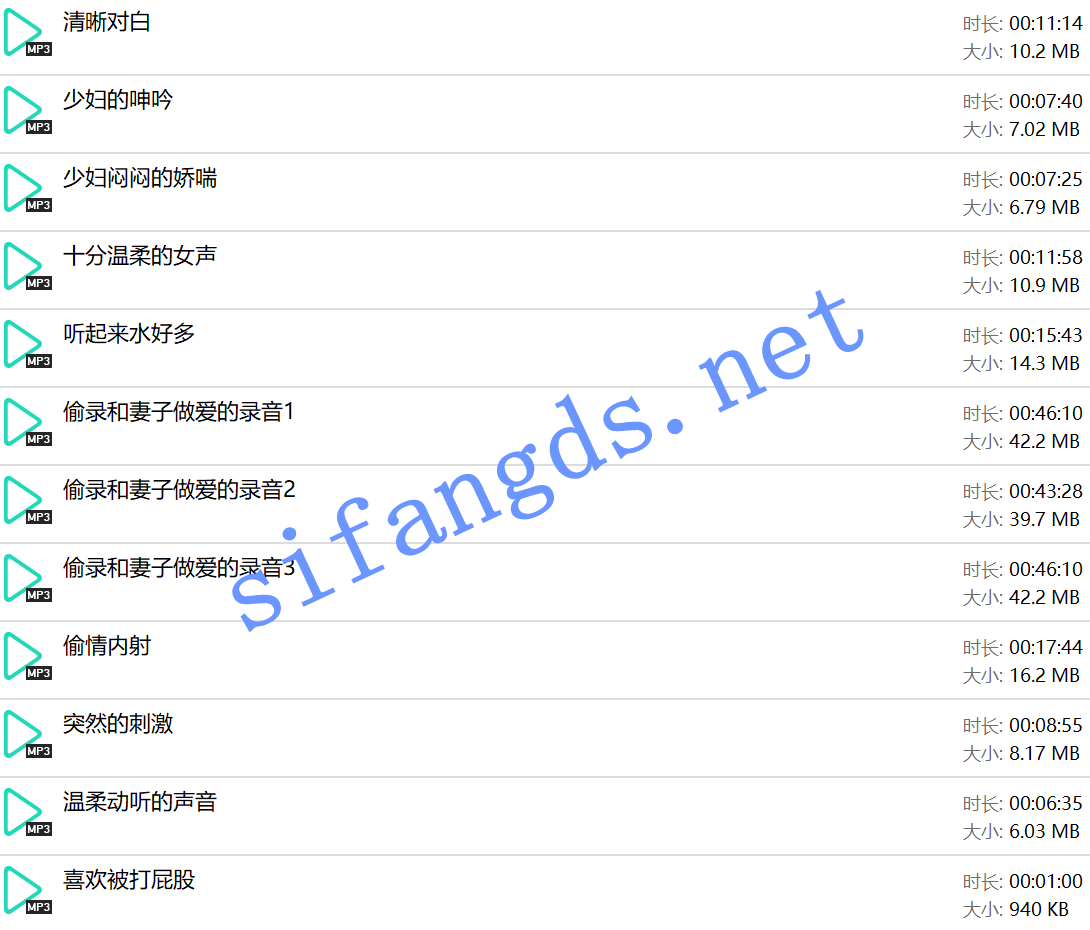 清晰对白
时长: 00:11:14
MP3
大小: 10.2 MB
少妇的呻吟
时长: 00:07:40
MP3
大小: 7.02 MB
少妇闷闷的娇喘
时长: 00:07:25
MP3
大小: 6.79 MB
十分温柔的女声
时长: 00:11:58
MP3
大小: 10.9 MB
听起来水好多
时长: 00:15:43
MP3
大小: 14.3 MB
偷录和妻子做爱的录音1
时长: 00:46:10
MP3
大小: 42.2 MB
偷录和妻子做爱的录音2
时长: 00:43:28
MP3
大小: 39.7 MB
偷录和妻子做爱的录音3
时长: 00:46:10
MP3
大小: 42.2 MB
偷情内射
时长: 00:17:44
MP3
大小: 16.2 MB
突然的刺激
时长: 00:08:55
MP3
大小: 8.17 MB
温柔动听的声音
时长: 00:06:35
MP3
大小: 6.03 MB
喜欢被打屁股
时长: 00:01:00
MP3
大小: 940 KB
sifangds.net